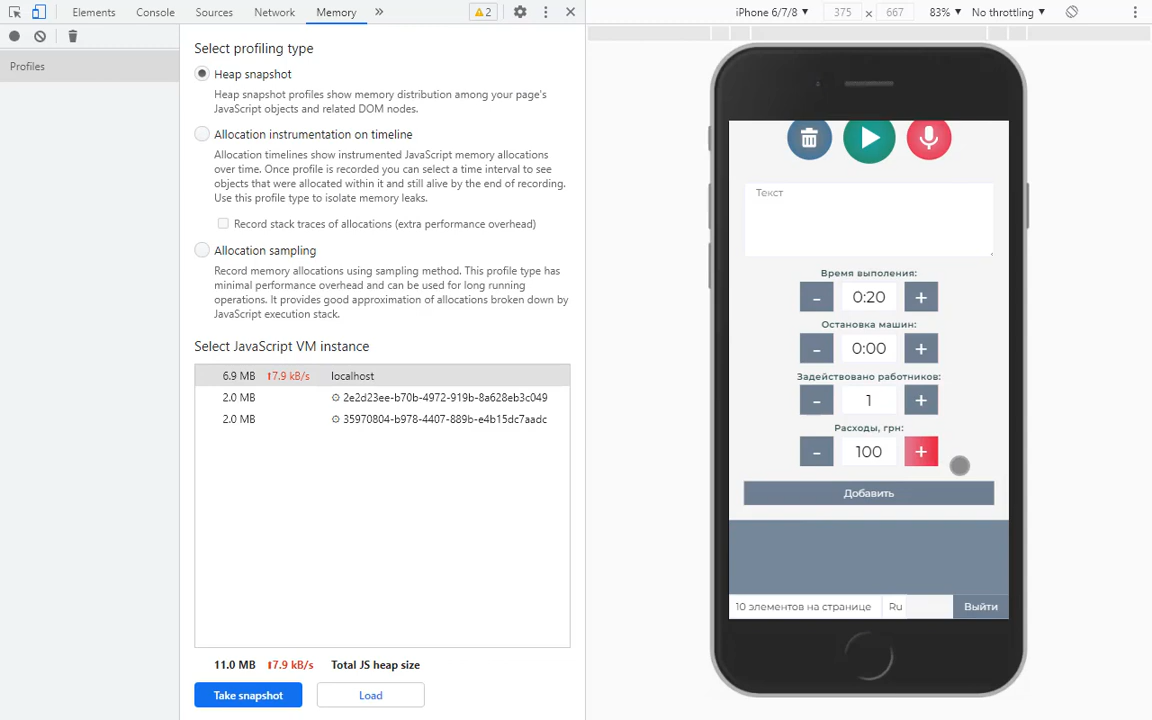 Elements Console Sources Network Memory » 2
iPhone 6/7/8 ▼ 375 × 667 83% ▼ No throttling ▼
Profiles
Select profiling type
Heap snapshot
Heap snapshot profiles show memory distribution among your page's
JavaScript objects and related DOM nodes.
Allocation instrumentation on timeline
Allocation timelines show instrumented JavaScript memory allocations
over time. Once profile is recorded you can select a time interval to see
objects that were allocated within it and still alive by the end of recording.
Use this profile type to isolate memory leaks.
Record stack traces of allocations (extra performance overhead)
Allocation sampling
Record memory allocations using sampling method. This profile type has
minimal performance overhead and can be used for long running
operations. It provides good approximation of allocations broken down by
JavaScript execution stack.
Select JavaScript VM instance
6.9 MB ↑7.9 kB/s localhost
2.0 MB 2e2d23ee-b70b-4972-919b-8a628eb3c049
2.0 MB 35970804-b978-4407-889b-e4b15dc7aadc
11.0 MB ↑7.9 kB/s Total JS heap size
Take snapshot Load
Текст
Время выполения:
- 0:20 +
Остановка машин:
- 0:00 +
Задействовано работников:
- 1 +
Расходы, грн:
- 100 +
Добавить
10 элементов на странице Ru Выйти